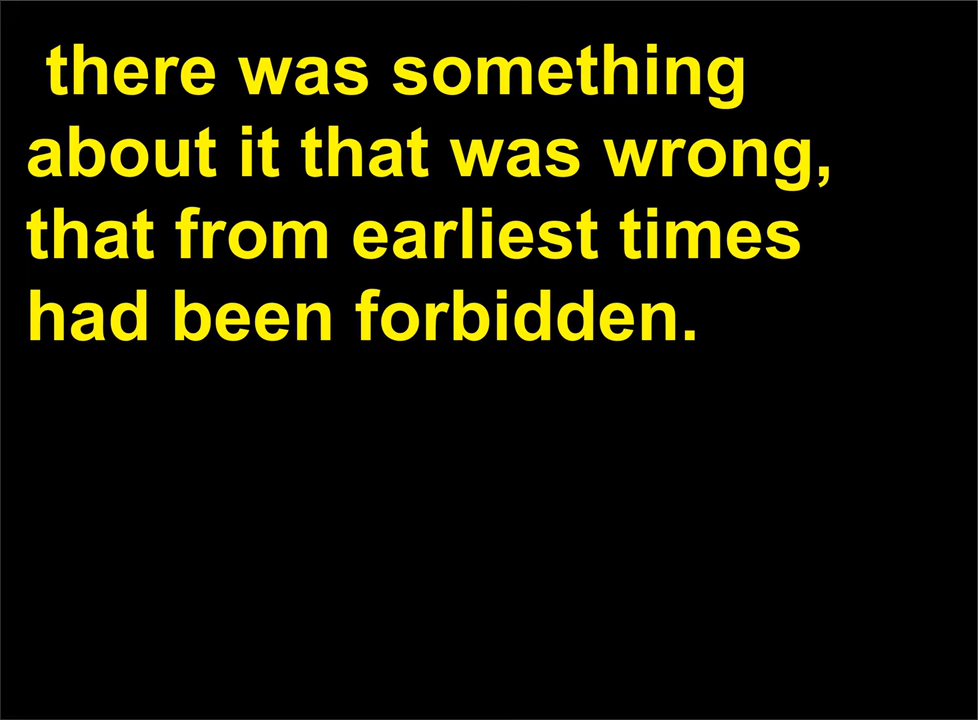 there was something
about it that was wrong,
that from earliest times
had been forbidden.